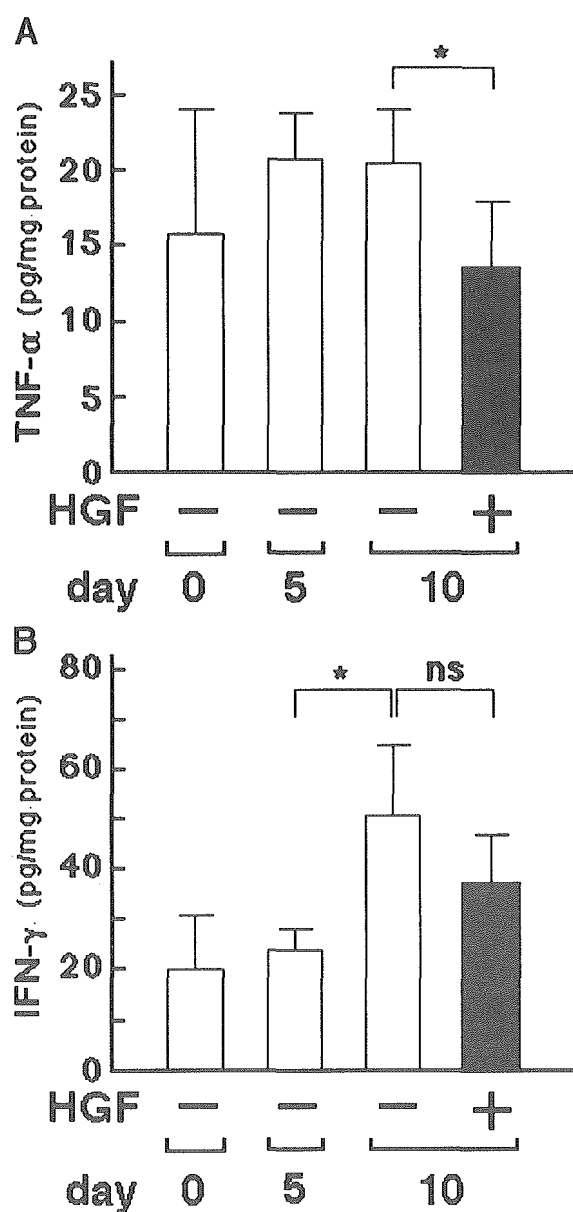 A
*
25
20
15
10
5
0
TNF-α (pg/mg protein)
HGF − − − +
day 0 5 10
B
80
* ns
60
40
20
0
IFN-γ (pg/mg protein)
HGF − − − +
day 0 5 10